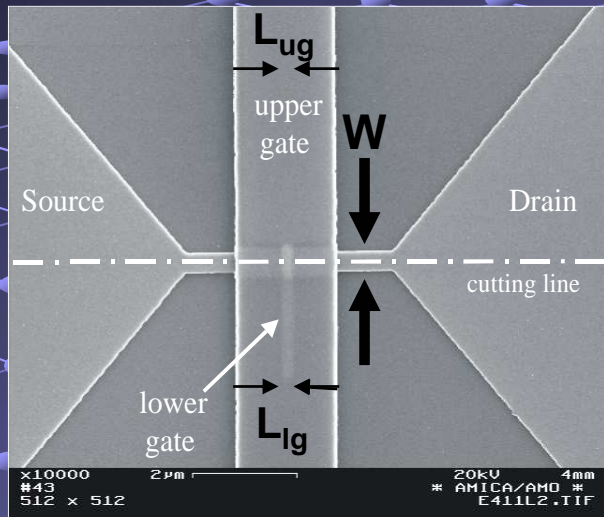 Lug
upper
gate
W
Source
Drain
cutting line
lower
gate
Llg
x10000 2µm 20kV 4mm
#43 * AMICA/AMO *
512 x 512 E411L2.TIF